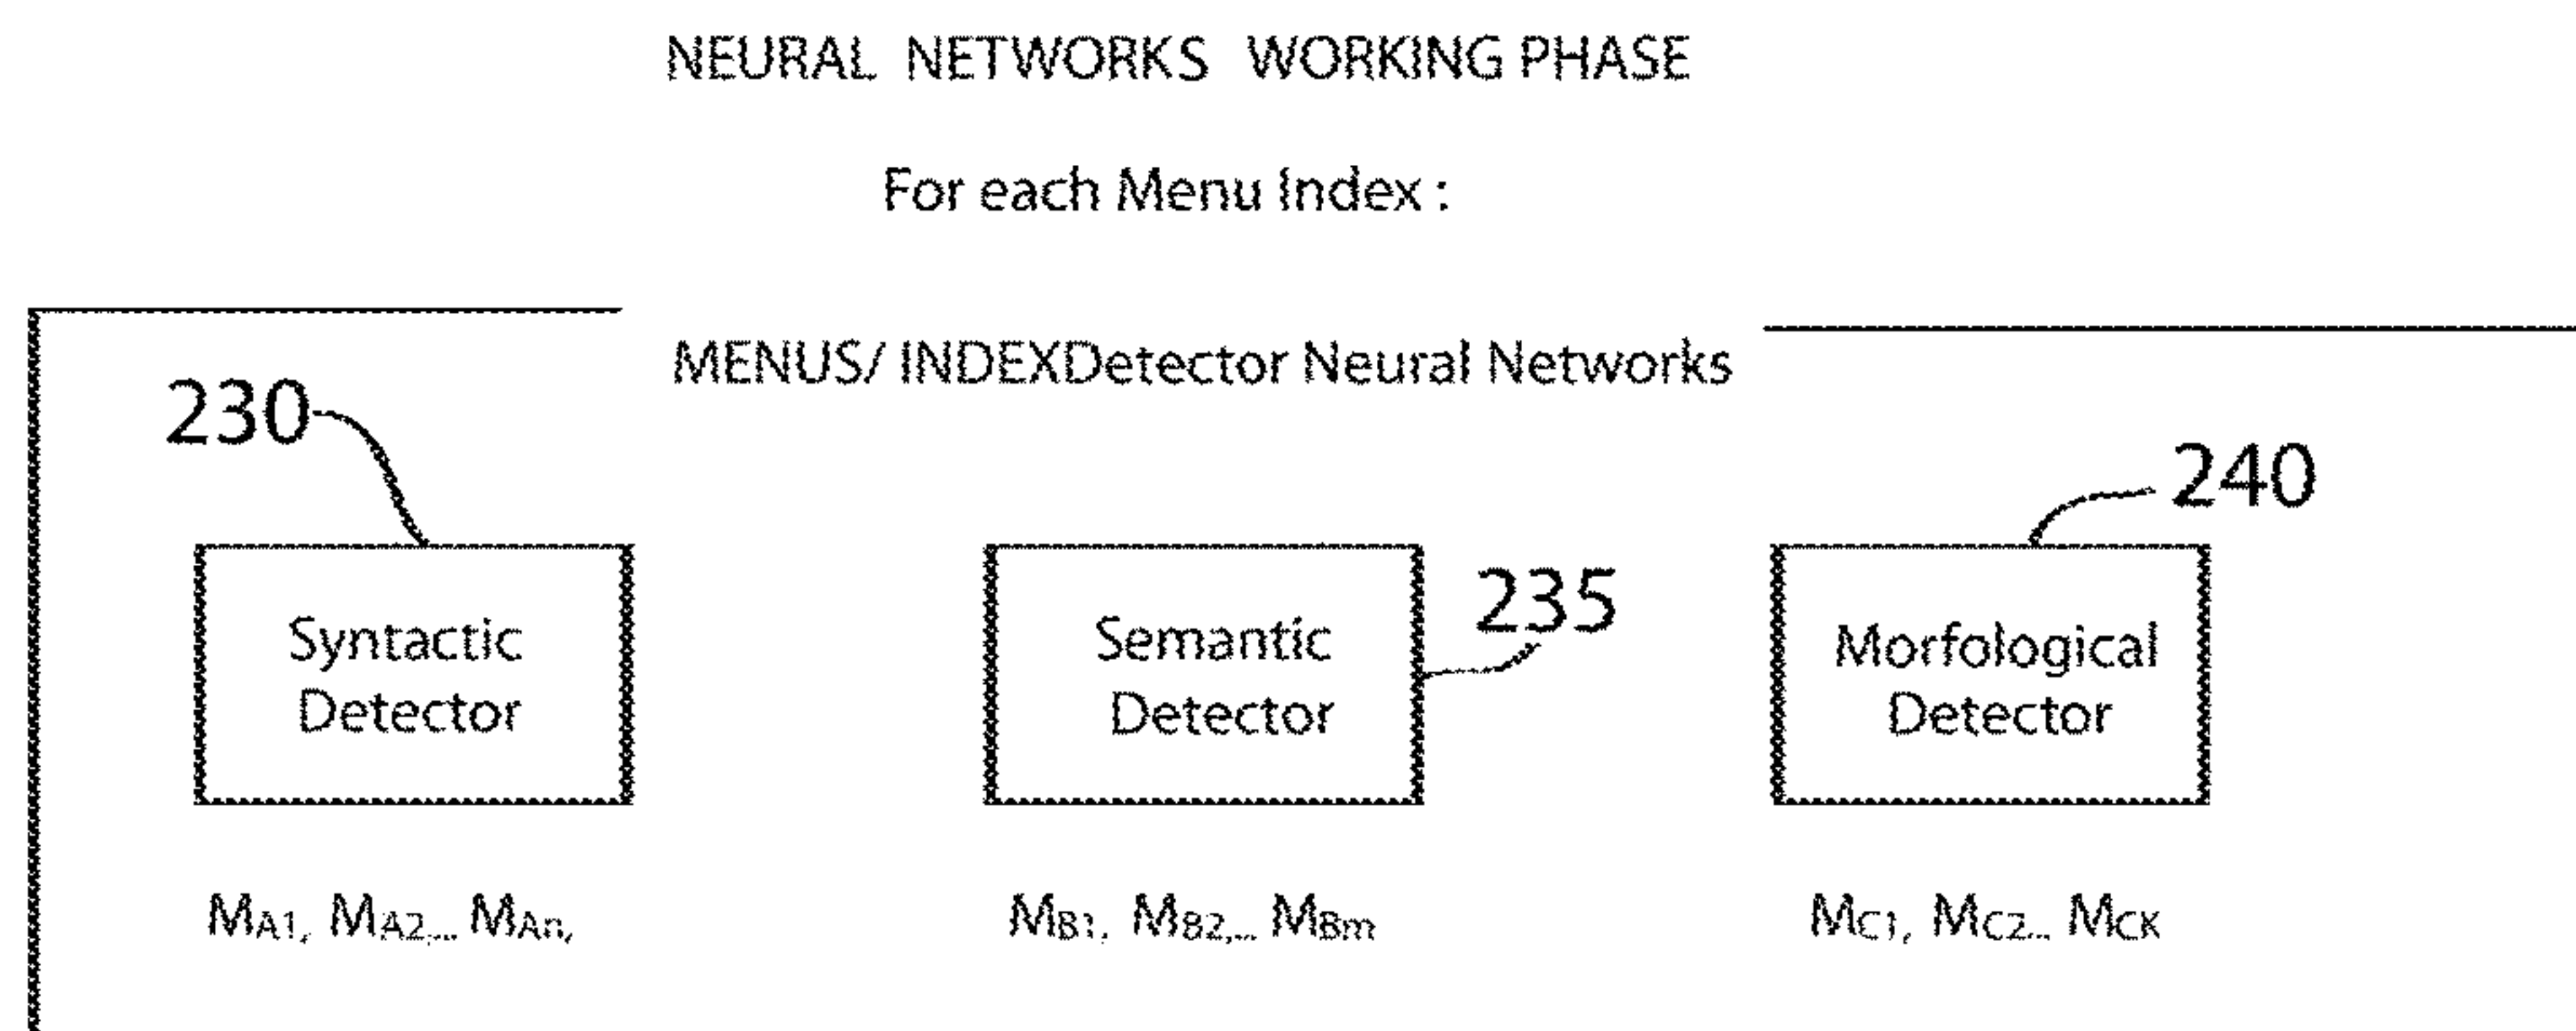 NEURAL NETWORKS WORKING PHASE
For each Menu Index :
MENUS/ INDEXDetector Neural Networks
230
240
235
Syntactic
Detector
Semantic
Detector
Morfological
Detector
MA1, MA2,... MAn,
MB1, MB2,... MBm
MC1, MC2... MCK